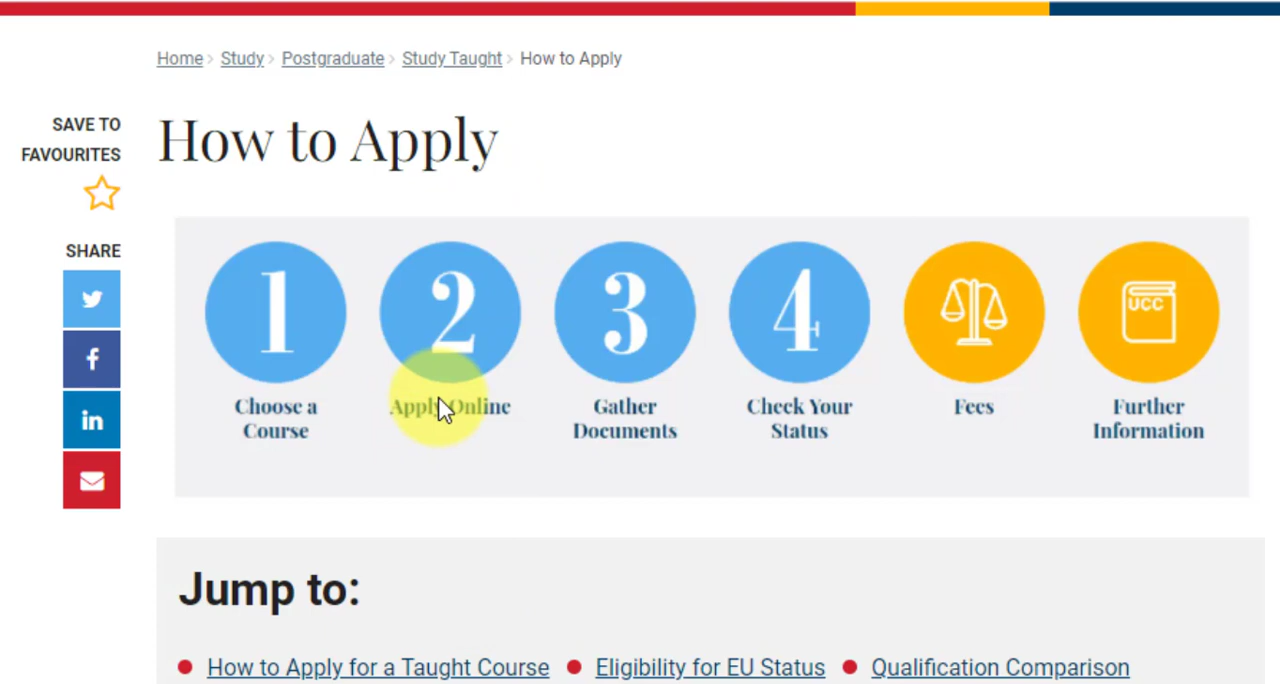 Home > Study > Postgraduate > Study Taught > How to Apply
SAVE TO
FAVOURITES
How to Apply
SHARE
1
2
3
4
UCC
Choose a
Course
Apply Online
Gather
Documents
Check Your
Status
Fees
Further
Information
Jump to:
How to Apply for a Taught Course
Eligibility for EU Status
Qualification Comparison